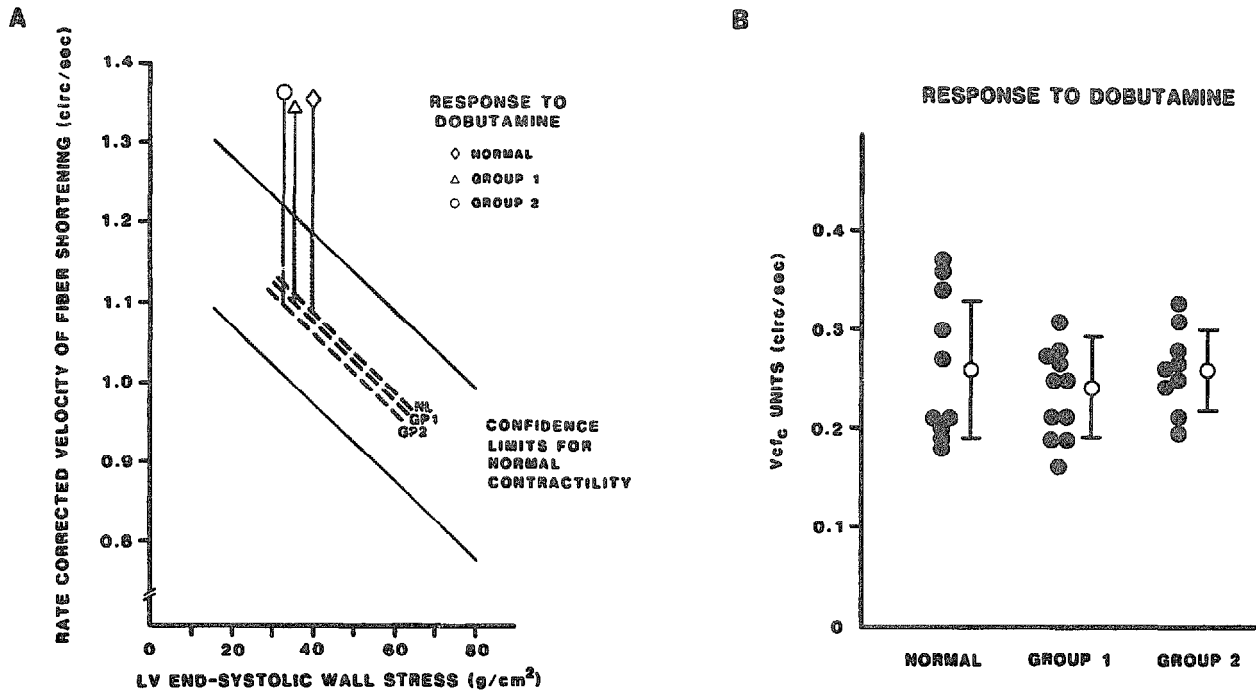 A
RATE CORRECTED VELOCITY OF FIBER SHORTENING (circ/sec)
1.4
1.3
1.2
1.1
1.0
0.9
0.8
0
20
40
60
80
LV END-SYSTOLIC WALL STRESS (g/cm²)
RESPONSE TO
DOBUTAMINE
◇ NORMAL
△ GROUP 1
○ GROUP 2
NL
GP1
GP2
CONFIDENCE
LIMITS FOR
NORMAL
CONTRACTILITY
B
RESPONSE TO DOBUTAMINE
Vcfc UNITS (circ/sec)
0.4
0.3
0.2
0.1
0
NORMAL
GROUP 1
GROUP 2